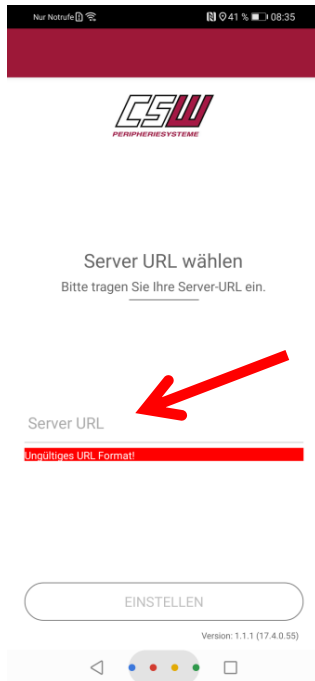 Nur Notrufe 41 % 08:35
CSW
PERIPHERIESYSTEME
Server URL wählen
Bitte tragen Sie Ihre Server-URL ein.
Server URL
Ungültiges URL Format!
EINSTELLEN
Version: 1.1.1 (17.4.0.55)